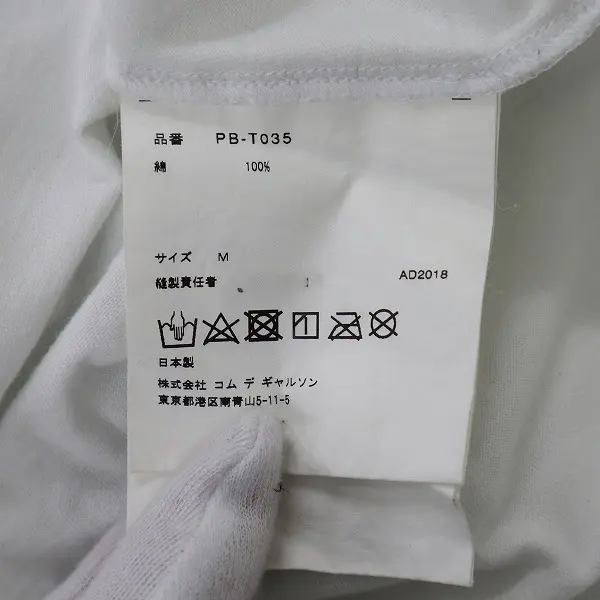 品番 PB-T035
綿 100%
サイズ M
縫製責任者
AD2018
日本製
株式会社 コム デ ギャルソン
東京都港区南青山5-11-5